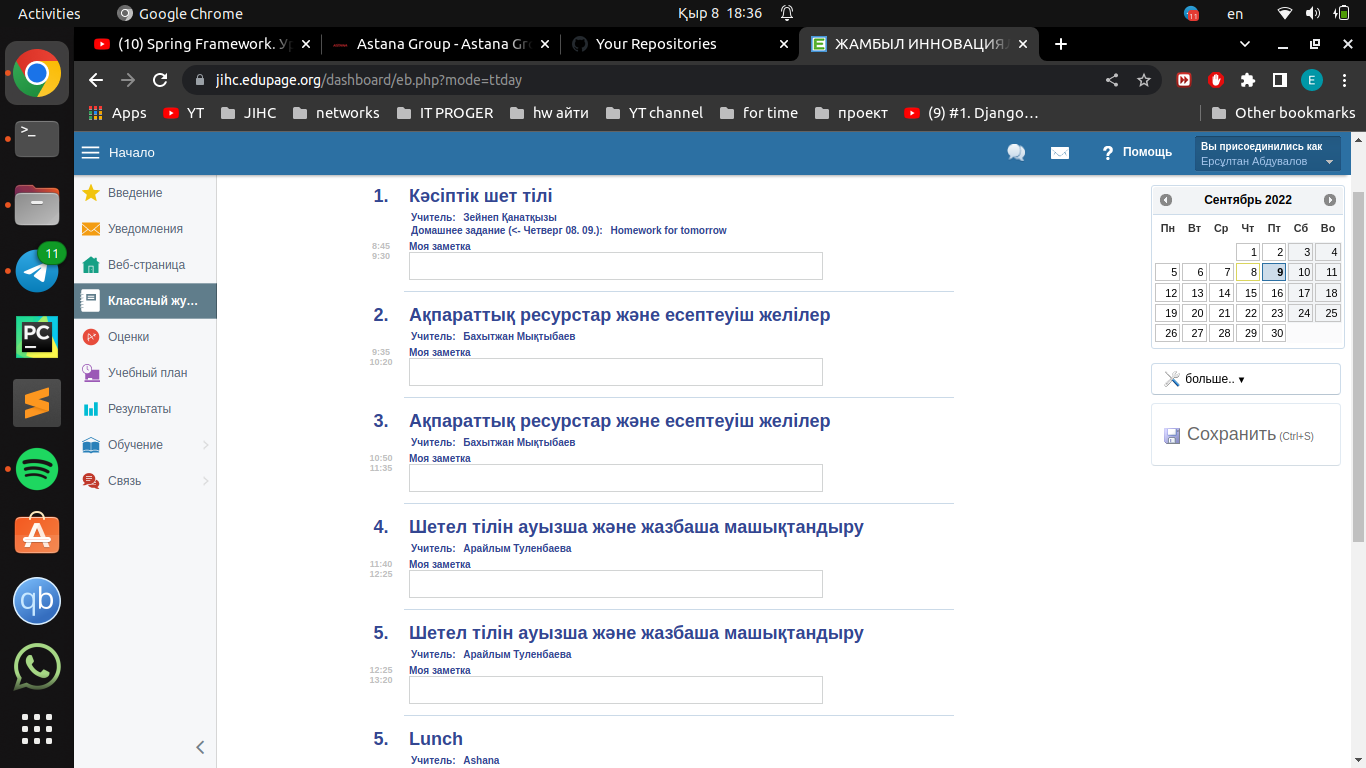 Activities
Google Chrome
Қыр 8 18:36
11
en
(10) Spring Framework. Ур
Astana Group - Astana Gro
Your Repositories
ЖАМБЫЛ ИННОВАЦИЯЛ
jihc.edupage.org/dashboard/eb.php?mode=ttday
E
Apps
YT
JIHC
networks
IT PROGER
hw айти
YT channel
for time
проект
(9) #1. Django…
Other bookmarks
Начало
Помощь
Вы присоединились как
Ерсұлтан Абдувалов
11
PC
qb
Введение
Уведомления
Веб-страница
Классный жу…
Оценки
Учебный план
Результаты
Обучение
Связь
1. Кәсіптік шет тілі
Учитель: Зейнеп Қанатқызы
Домашнее задание (<- Четверг 08. 09.): Homework for tomorrow
8:45
9:30
Моя заметка
2. Ақпараттық ресурстар және есептеуіш желілер
Учитель: Бахытжан Мықтыбаев
9:35
10:20
Моя заметка
3. Ақпараттық ресурстар және есептеуіш желілер
Учитель: Бахытжан Мықтыбаев
10:50
11:35
Моя заметка
4. Шетел тілін ауызша және жазбаша машықтандыру
Учитель: Арайлым Туленбаева
11:40
12:25
Моя заметка
5. Шетел тілін ауызша және жазбаша машықтандыру
Учитель: Арайлым Туленбаева
12:25
13:20
Моя заметка
5. Lunch
Учитель: Ashana
Сентябрь 2022
Пн Вт Ср Чт Пт Сб Во
1 2 3 4
5 6 7 8 9 10 11
12 13 14 15 16 17 18
19 20 21 22 23 24 25
26 27 28 29 30
больше.. ▾
Сохранить (Ctrl+S)